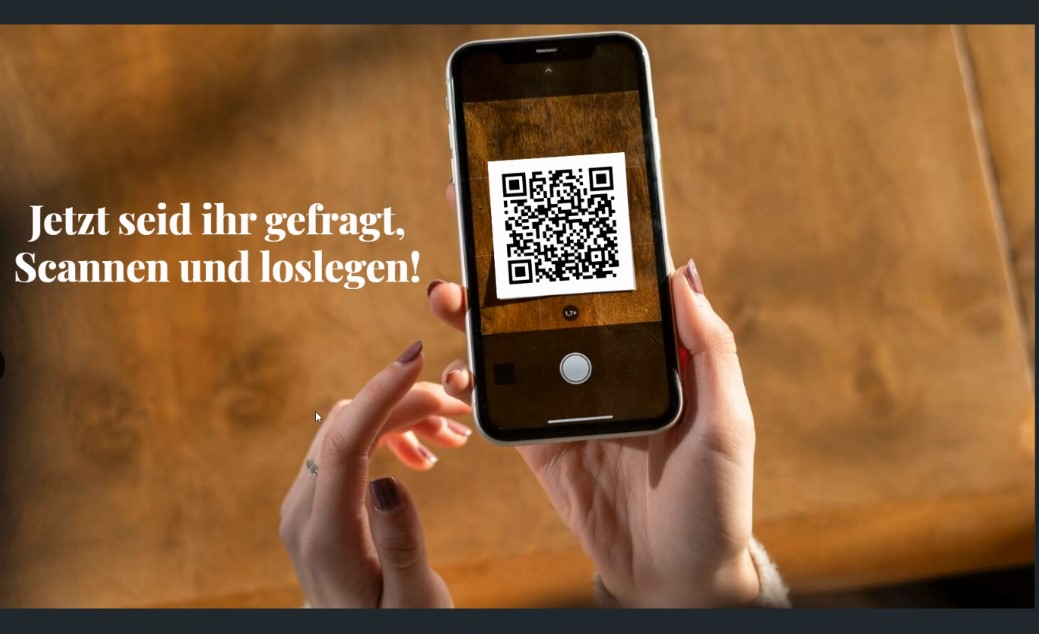 Jetzt seid ihr gefragt,
Scannen und loslegen!
1,7×